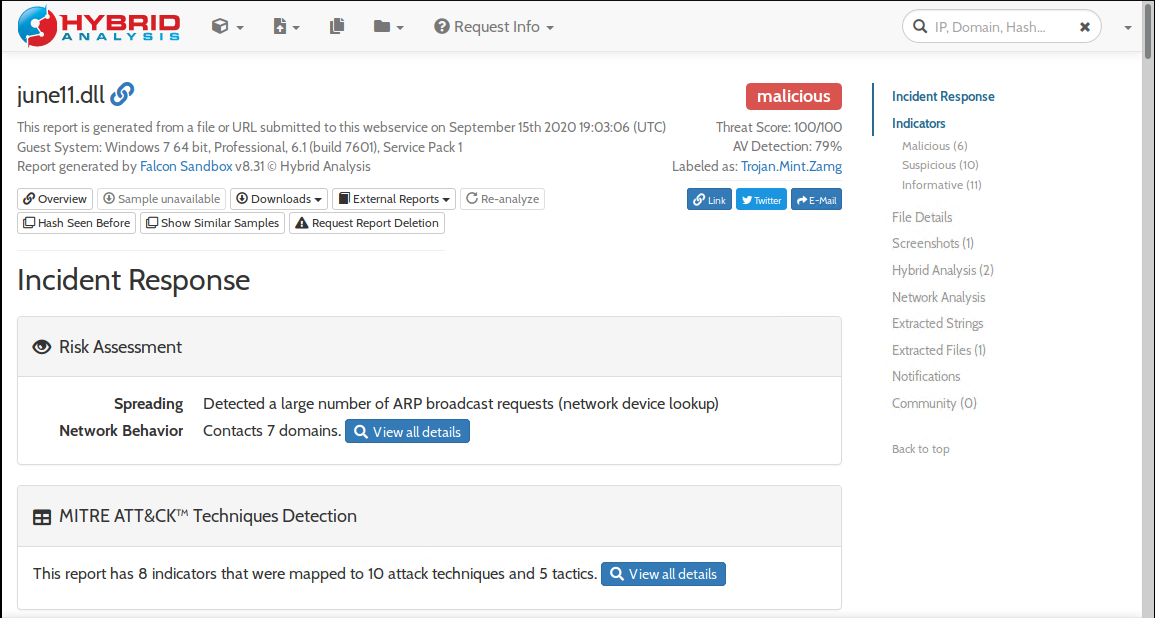 HYBRID
ANALYSIS
Request Info
IP, Domain, Hash...
june11.dll
malicious
This report is generated from a file or URL submitted to this webservice on September 15th 2020 19:03:06 (UTC)
Threat Score: 100/100
Guest System: Windows 7 64 bit, Professional, 6.1 (build 7601), Service Pack 1
AV Detection: 79%
Report generated by Falcon Sandbox v8.31 © Hybrid Analysis
Labeled as: Trojan.Mint.Zamg
Overview Sample unavailable Downloads External Reports Re-analyze
Link Twitter E-Mail
Hash Seen Before Show Similar Samples Request Report Deletion
Incident Response
Risk Assessment
Spreading Detected a large number of ARP broadcast requests (network device lookup)
Network Behavior Contacts 7 domains. View all details
MITRE ATT&CK™ Techniques Detection
This report has 8 indicators that were mapped to 10 attack techniques and 5 tactics. View all details
Incident Response
Indicators
Malicious (6)
Suspicious (10)
Informative (11)
File Details
Screenshots (1)
Hybrid Analysis (2)
Network Analysis
Extracted Strings
Extracted Files (1)
Notifications
Community (0)
Back to top